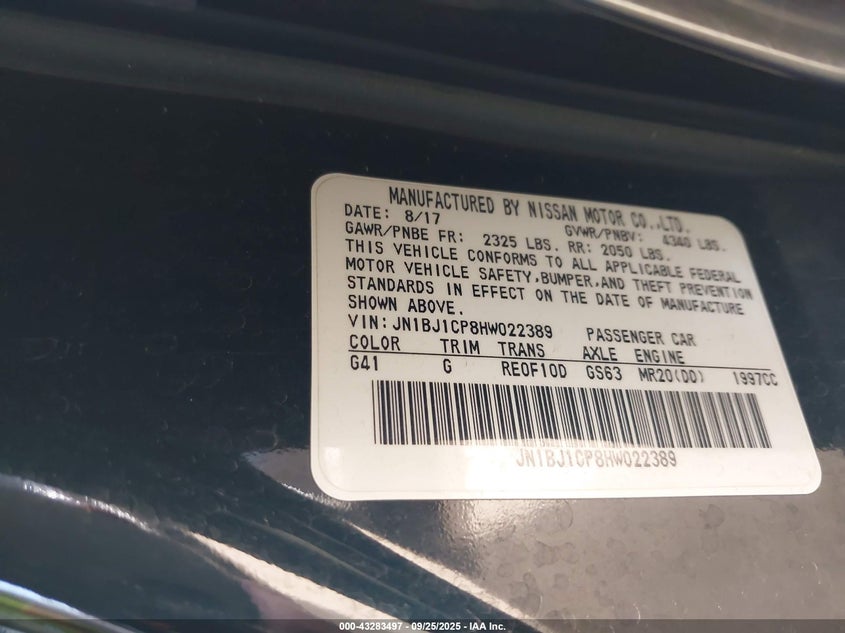 MANUFACTURED BY NISSAN MOTOR CO.,LTD.
DATE: 8/17 GVWR/PNBV: 4340 LBS.
GAWR/PNBE FR: 2325 LBS. RR: 2050 LBS.
THIS VEHICLE CONFORMS TO ALL APPLICABLE FEDERAL
MOTOR VEHICLE SAFETY,BUMPER,AND THEFT PREVENTION
STANDARDS IN EFFECT ON THE DATE OF MANUFACTURE
SHOWN ABOVE.
VIN: JN1BJ1CP8HW022389 PASSENGER CAR
COLOR TRIM TRANS AXLE ENGINE
G41 G RE0F10D GS63 MR20(DD) 1997CC
JN1BJ1CP8HW022389
000-43283497 - 09/25/2025 - IAA Inc.